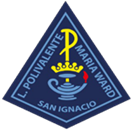 L. POLIVALENTE
MARIA WARD
SAN IGNACIO